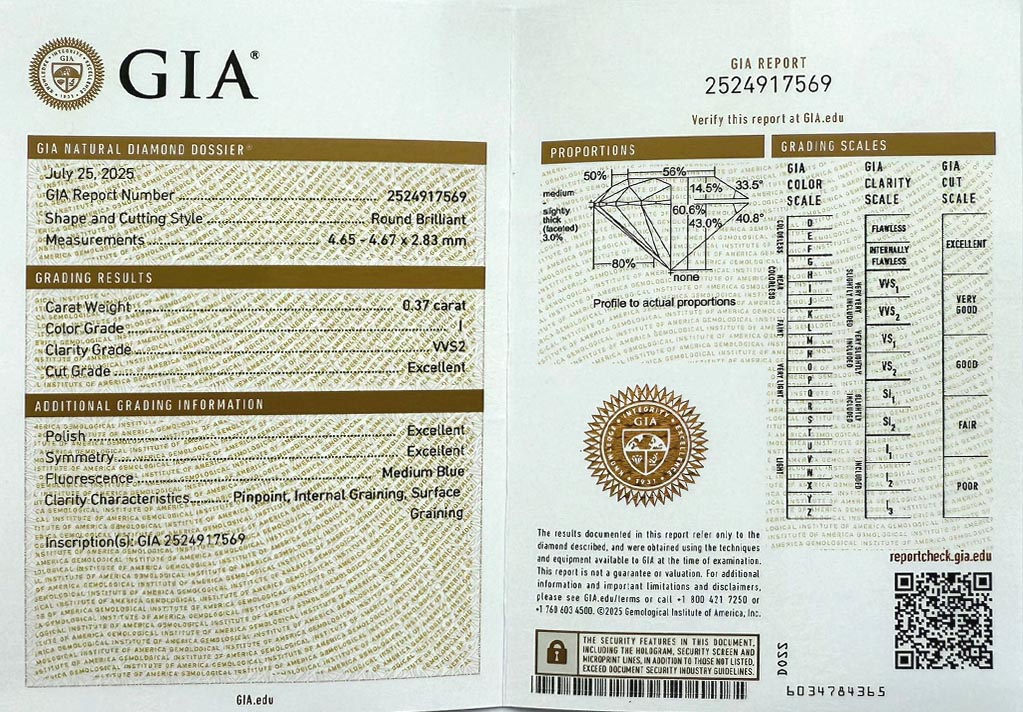 GIA®
GIA NATURAL DIAMOND DOSSIER®
July 25, 2025
GIA Report Number 2524917569
Shape and Cutting Style Round Brilliant
Measurements 4.65 - 4.67 x 2.83 mm
GRADING RESULTS
Carat Weight 0.37 carat
Color Grade I
Clarity Grade VVS2
Cut Grade Excellent
ADDITIONAL GRADING INFORMATION
Polish Excellent
Symmetry Excellent
Fluorescence Medium Blue
Clarity Characteristics Pinpoint, Internal Graining, Surface
Graining
Inscription(s): GIA 2524917569
GIA.edu
GIA REPORT
2524917569
Verify this report at GIA.edu
PROPORTIONS
50%
56%
14.5%
33.5°
medium
-
slightly
thick
(faceted)
3.0%
60.6%
43.0%
40.8°
80%
none
Profile to actual proportions
GIA
INTEGRITY
1931
The results documented in this report refer only to the
diamond described, and were obtained using the techniques
and equipment available to GIA at the time of examination.
This report is not a guarantee or valuation. For additional
information and important limitations and disclaimers,
please see GIA.edu/terms or call +1 800 421 7250 or
+1 760 603 4500. ©2025 Gemological Institute of America, Inc.
THE SECURITY FEATURES IN THIS DOCUMENT,
INCLUDING THE HOLOGRAM, SECURITY SCREEN AND
MICROPRINT LINES, IN ADDITION TO THOSE NOT LISTED,
EXCEED DOCUMENT SECURITY INDUSTRY GUIDELINES.
GRADING SCALES
GIA
COLOR
SCALE
COLORLESS
D
E
F
NEAR COLORLESS
G
H
I
J
FAINT
K
L
M
VERY LIGHT
N
O
P
Q
R
LIGHT
S
T
U
V
W
X
Y
Z
GIA
CLARITY
SCALE
FLAWLESS
INTERNALLY
FLAWLESS
VERY VERY
SLIGHTLY INCLUDED
VVS1
VVS2
VERY SLIGHTLY
INCLUDED
VS1
VS2
SLIGHTLY
INCLUDED
SI1
SI2
INCLUDED
I1
I2
I3
GIA
CUT
SCALE
EXCELLENT
VERY
GOOD
GOOD
FAIR
POOR
reportcheck.gia.edu
DOSS
6034784365